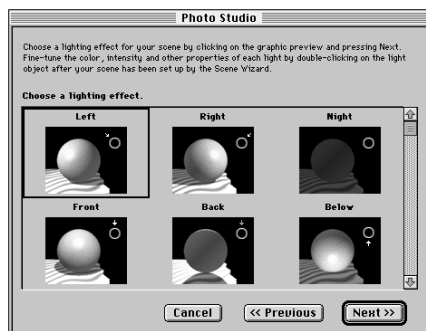 Photo Studio
Choose a lighting effect for your scene by clicking on the graphic preview and pressing Next.
Fine-tune the color, intensity and other properties of each light by double-clicking on the light
object after your scene has been set up by the Scene Wizard.
Choose a lighting effect.
Left Right Night
Front Back Below
Cancel << Previous Next >>